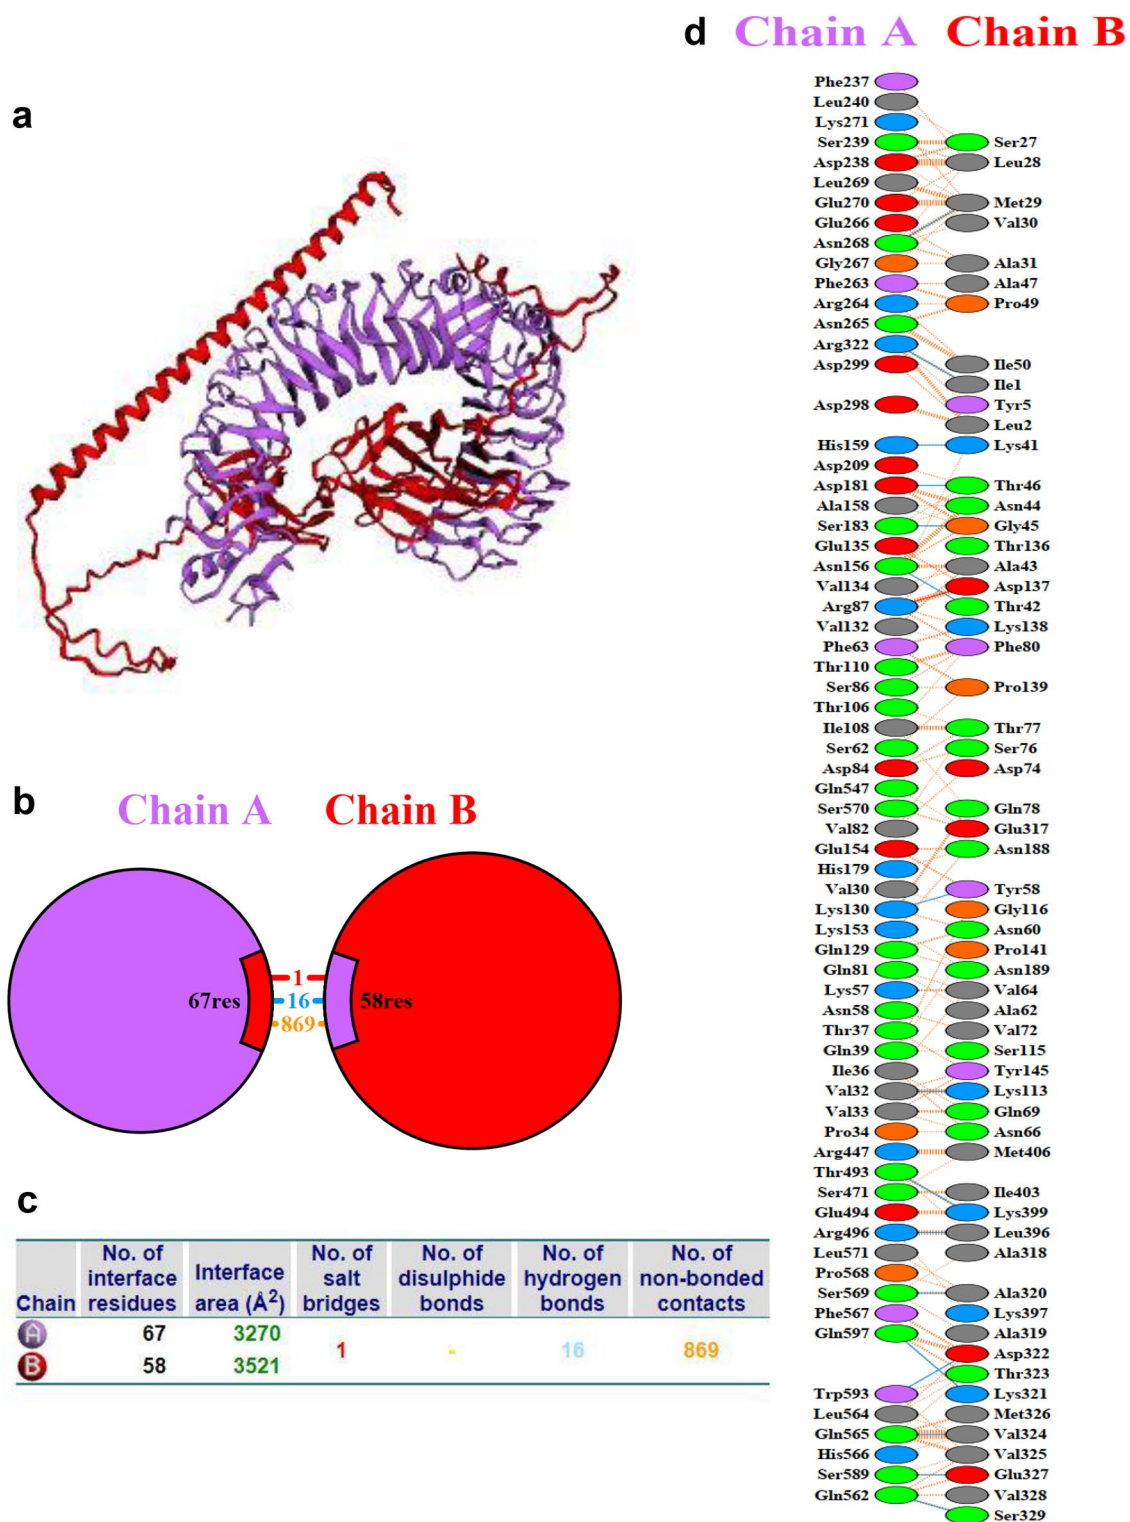 a
b
Chain A Chain B
67res
1
16
869
58res
c
Chain
No. of interface residues
Interface area (Å²)
No. of salt bridges
No. of disulphide bonds
No. of hydrogen bonds
No. of non-bonded contacts
A 67 3270
1 - 16 869
B 58 3521
d Chain A Chain B
Phe237
Leu240
Lys271
Ser239 Ser27
Asp238 Leu28
Leu269
Glu270 Met29
Glu266 Val30
Asn268
Gly267 Ala31
Phe263 Ala47
Arg264 Pro49
Asn265
Arg322
Asp299 Ile50
Ile1
Asp298 Tyr5
Leu2
His159 Lys41
Asp209
Asp181 Thr46
Ala158 Asn44
Ser183 Gly45
Glu135 Thr136
Asn156 Ala43
Val134 Asp137
Arg87 Thr42
Val132 Lys138
Phe63 Phe80
Thr110
Ser86 Pro139
Thr106
Ile108 Thr77
Ser62 Ser76
Asp84 Asp74
Gln547
Ser570 Gln78
Val82 Glu317
Glu154 Asn188
His179
Val30 Tyr58
Lys130 Gly116
Lys153 Asn60
Gln129 Pro141
Gln81 Asn189
Lys57 Val64
Asn58 Ala62
Thr37 Val72
Gln39 Ser115
Ile36 Tyr145
Val32 Lys113
Val33 Gln69
Pro34 Asn66
Arg447 Met406
Thr493
Ser471 Ile403
Glu494 Lys399
Arg496 Leu396
Leu571 Ala318
Pro568
Ser569 Ala320
Phe567 Lys397
Gln597 Ala319
Asp322
Thr323
Trp593 Lys321
Leu564 Met326
Gln565 Val324
His566 Val325
Ser589 Glu327
Gln562 Val328
Ser329